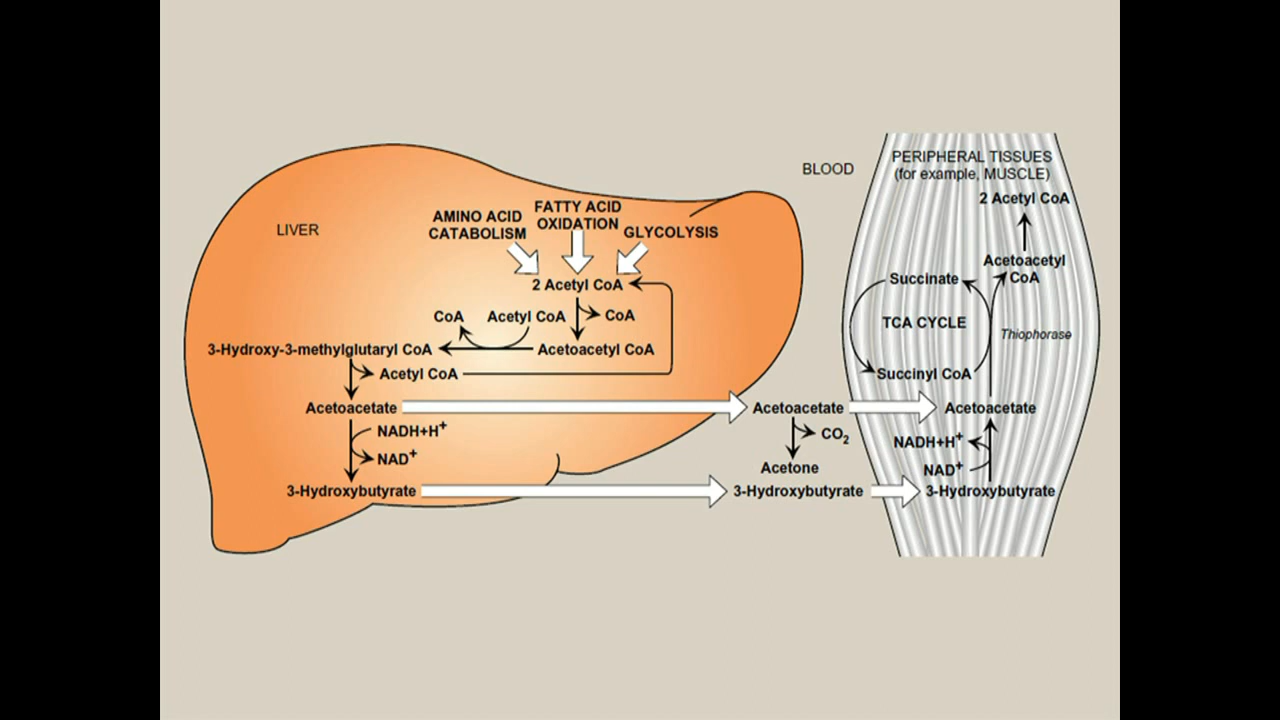 LIVER
AMINO ACID
CATABOLISM
FATTY ACID
OXIDATION
GLYCOLYSIS
2 Acetyl CoA
CoA
Acetyl CoA
CoA
3-Hydroxy-3-methylglutaryl CoA
Acetoacetyl CoA
Acetyl CoA
Acetoacetate
NADH+H+
NAD+
3-Hydroxybutyrate
BLOOD
Acetoacetate
CO2
Acetone
3-Hydroxybutyrate
PERIPHERAL TISSUES
(for example, MUSCLE)
2 Acetyl CoA
Acetoacetyl
CoA
Succinate
TCA CYCLE
Thiophorase
Succinyl CoA
Acetoacetate
NADH+H+
NAD+
3-Hydroxybutyrate